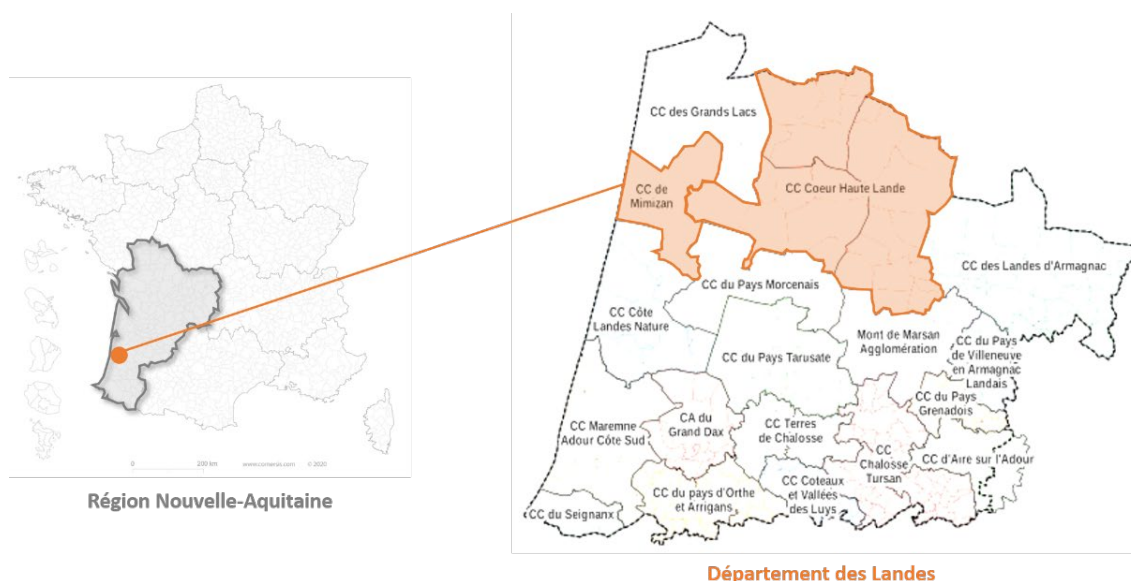 0
200 km
www.comersis.com
© 2020
Région Nouvelle-Aquitaine
CC des Grands Lacs
CC de
Mimizan
CC Coeur Haute Lande
CC des Landes d'Armagnac
CC du Pays Morcenais
CC Côte
Landes Nature
Mont de Marsan
Agglomération
CC du Pays
de Villeneuve
en Armagnac
Landais
CC du Pays Tarusate
CC du Pays
Grenadois
CC Maremne
Adour Côte Sud
CA du
Grand Dax
CC Terres
de Chalosse
CC
Chalosse
Tursan
CC d'Aire sur l'Adour
CC du Seignanx
CC du pays d'Orthe
et Arrigans
CC Coteaux
et Vallées
des Luys
Département des Landes